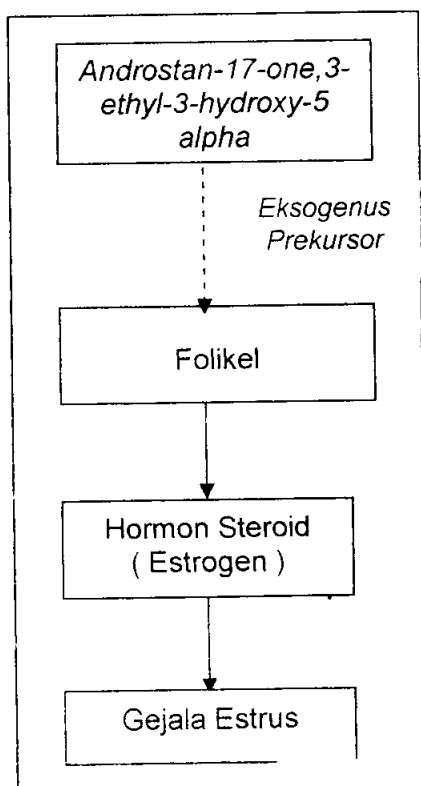 Androstan-17-one,3-
ethyl-3-hydroxy-5
alpha
Eksogenus
Prekursor
Folikel
Hormon Steroid
( Estrogen )
Gejala Estrus